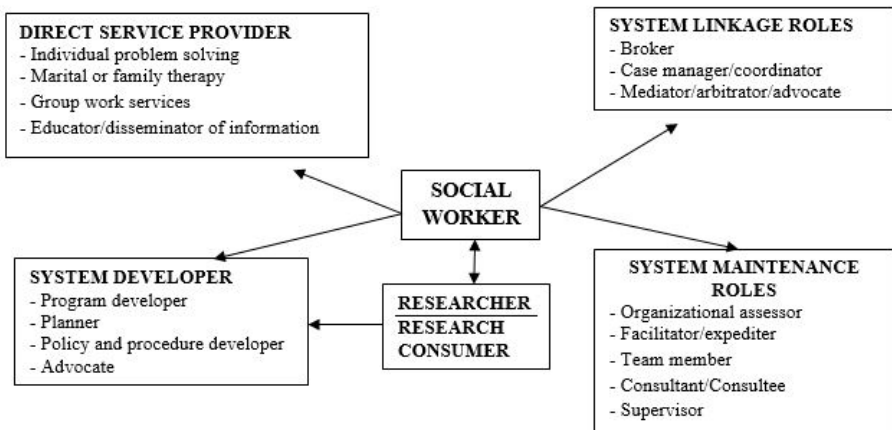 DIRECT SERVICE PROVIDER
- Individual problem solving
- Marital or family therapy
- Group work services
- Educator/disseminator of information
SYSTEM LINKAGE ROLES
- Broker
- Case manager/coordinator
- Mediator/arbitrator/advocate
SOCIAL
WORKER
SYSTEM DEVELOPER
- Program developer
- Planner
- Policy and procedure developer
- Advocate
RESEARCHER
RESEARCH
CONSUMER
SYSTEM MAINTENANCE
ROLES
- Organizational assessor
- Facilitator/expediter
- Team member
- Consultant/Consultee
- Supervisor